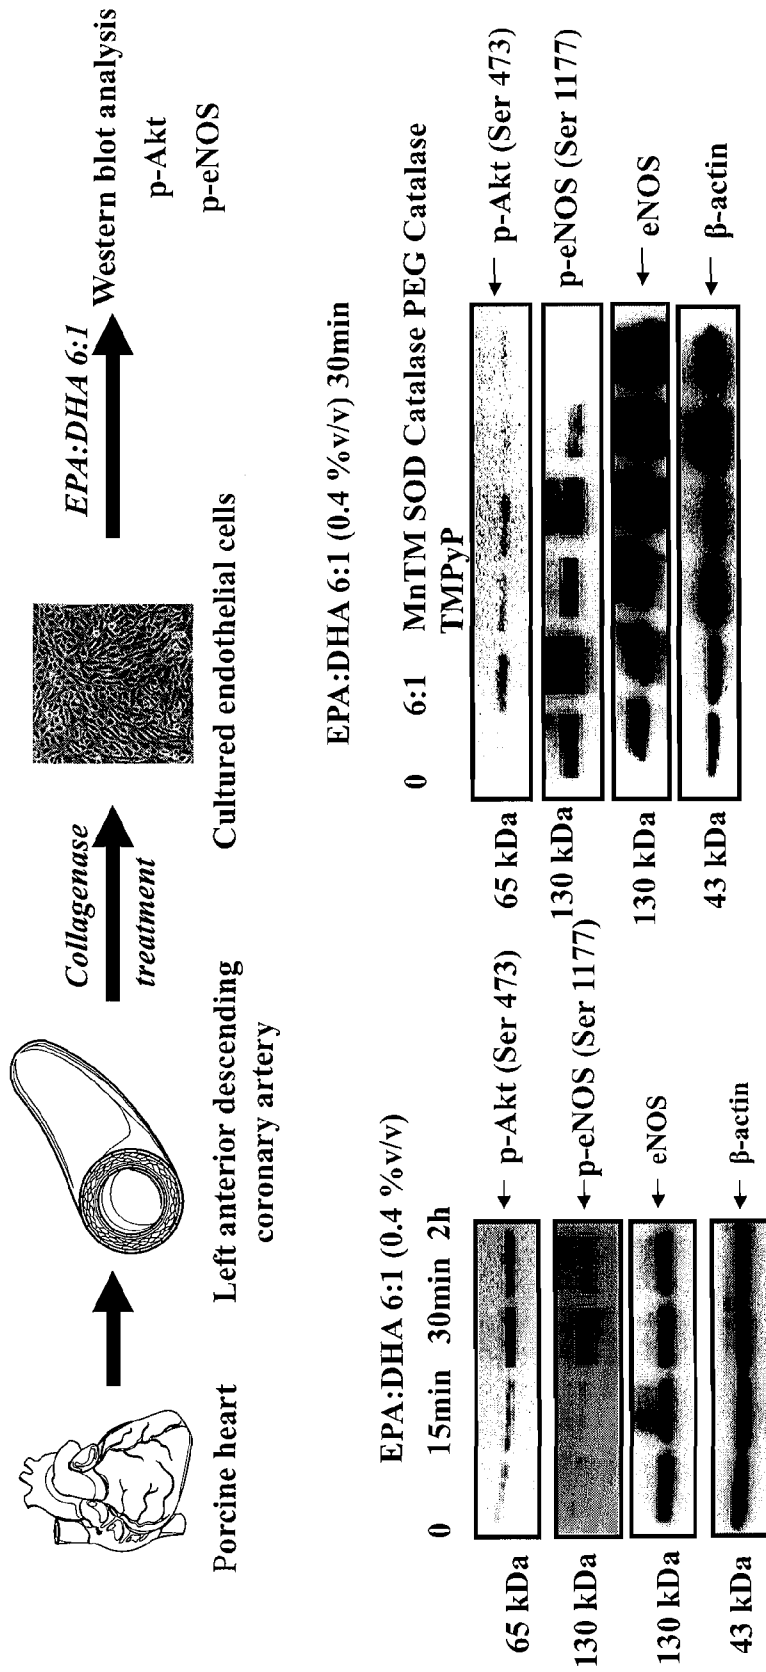 Porcine heart
Left anterior descending
coronary artery
Collagenase
treatment
Cultured endothelial cells
EPA:DHA 6:1
Western blot analysis
p-Akt
p-eNOS
EPA:DHA 6:1 (0.4 %v/v)
0 15min 30min 2h
65 kDa p-Akt (Ser 473)
130 kDa p-eNOS (Ser 1177)
130 kDa eNOS
43 kDa β-actin
EPA:DHA 6:1 (0.4 %v/v) 30min
0 6:1 MnTM SOD Catalase PEG Catalase
TMPyP
65 kDa p-Akt (Ser 473)
130 kDa p-eNOS (Ser 1177)
130 kDa eNOS
43 kDa β-actin